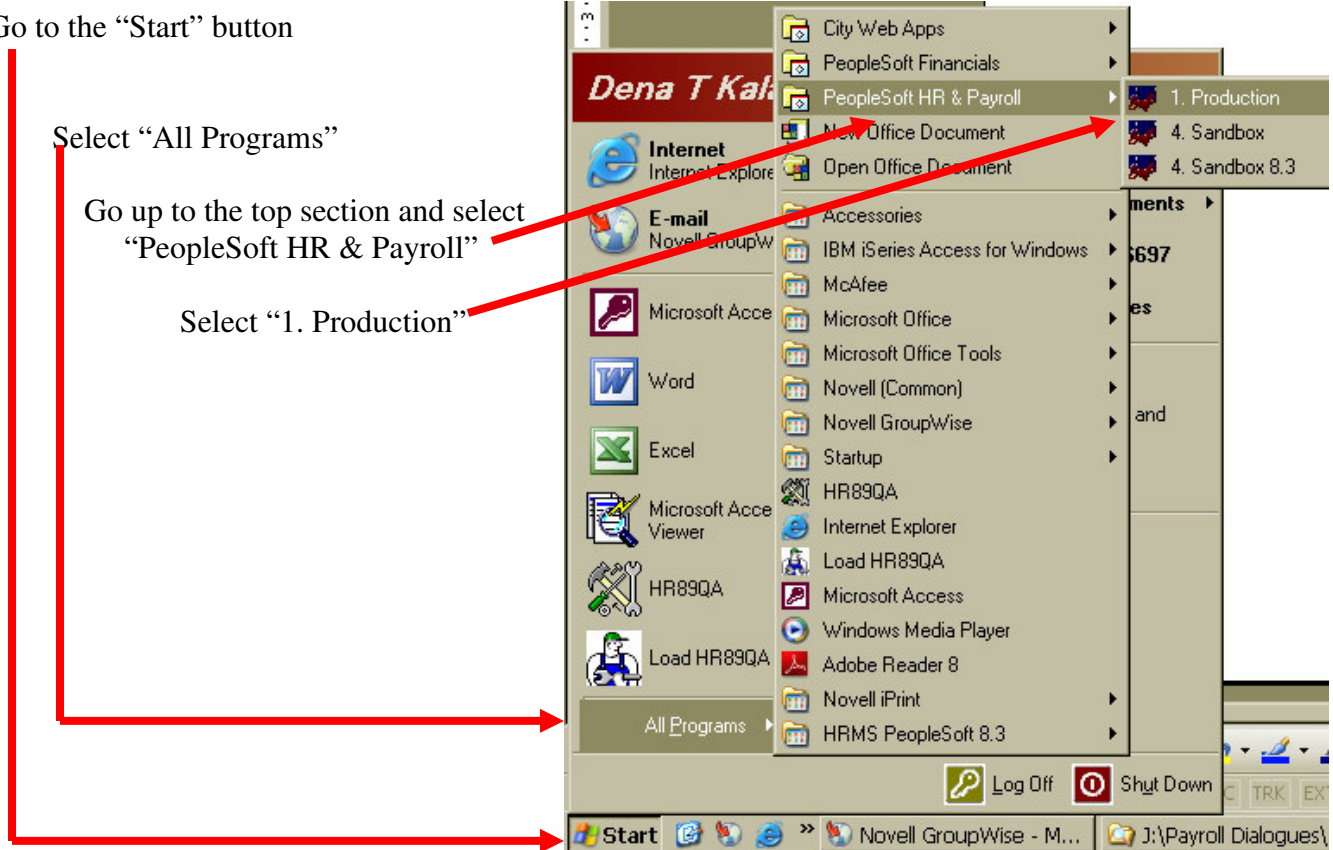 Go to the “Start” button
Select “All Programs”
Go up to the top section and select
“PeopleSoft HR & Payroll”
Select “1. Production”
3
Dena T Kala
Internet
Internet Explore
E-mail
Novell GroupW
Microsoft Acce
Word
Excel
Microsoft Acce
Viewer
HR89QA
Load HR89QA
All Programs
City Web Apps
PeopleSoft Financials
PeopleSoft HR & Payroll
New Office Document
Open Office Document
Accessories
IBM iSeries Access for Windows
McAfee
Microsoft Office
Microsoft Office Tools
Novell (Common)
Novell GroupWise
Startup
HR89QA
Internet Explorer
Load HR89QA
Microsoft Access
Windows Media Player
Adobe Reader 8
Novell iPrint
HRMS PeopleSoft 8.3
1. Production
4. Sandbox
4. Sandbox 8.3
ments
6697
es
and
Log Off
Shut Down
C TRK EXT
Start
»
Novell GroupWise - M...
J:\Payroll Dialogues\